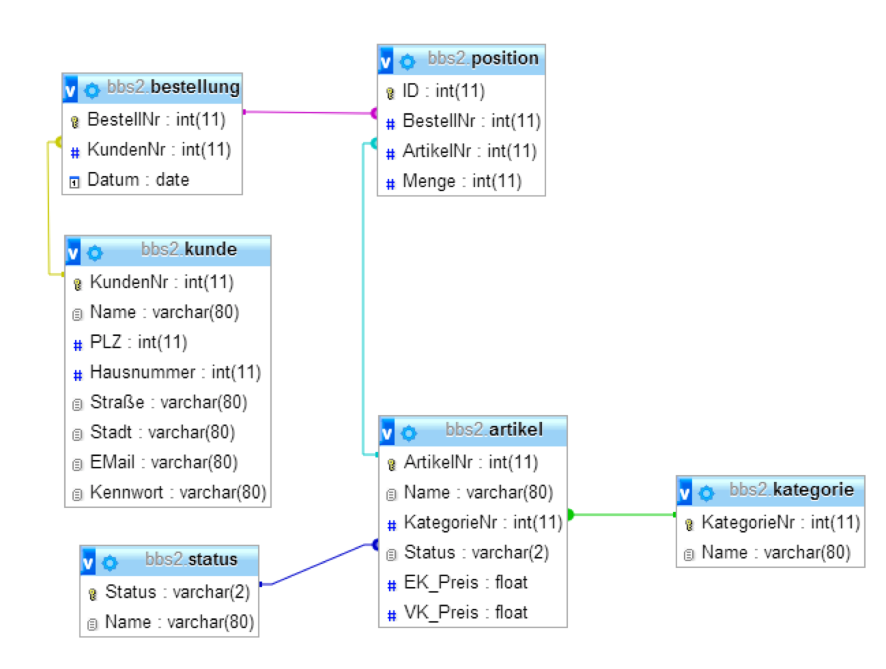 bbs2.bestellung
BestellNr : int(11)
KundenNr : int(11)
Datum : date
bbs2.position
ID : int(11)
BestellNr : int(11)
ArtikelNr : int(11)
Menge : int(11)
bbs2.kunde
KundenNr : int(11)
Name : varchar(80)
PLZ : int(11)
Hausnummer : int(11)
Straße : varchar(80)
Stadt : varchar(80)
EMail : varchar(80)
Kennwort : varchar(80)
bbs2.artikel
ArtikelNr : int(11)
Name : varchar(80)
KategorieNr : int(11)
Status : varchar(2)
EK_Preis : float
VK_Preis : float
bbs2.kategorie
KategorieNr : int(11)
Name : varchar(80)
bbs2.status
Status : varchar(2)
Name : varchar(80)